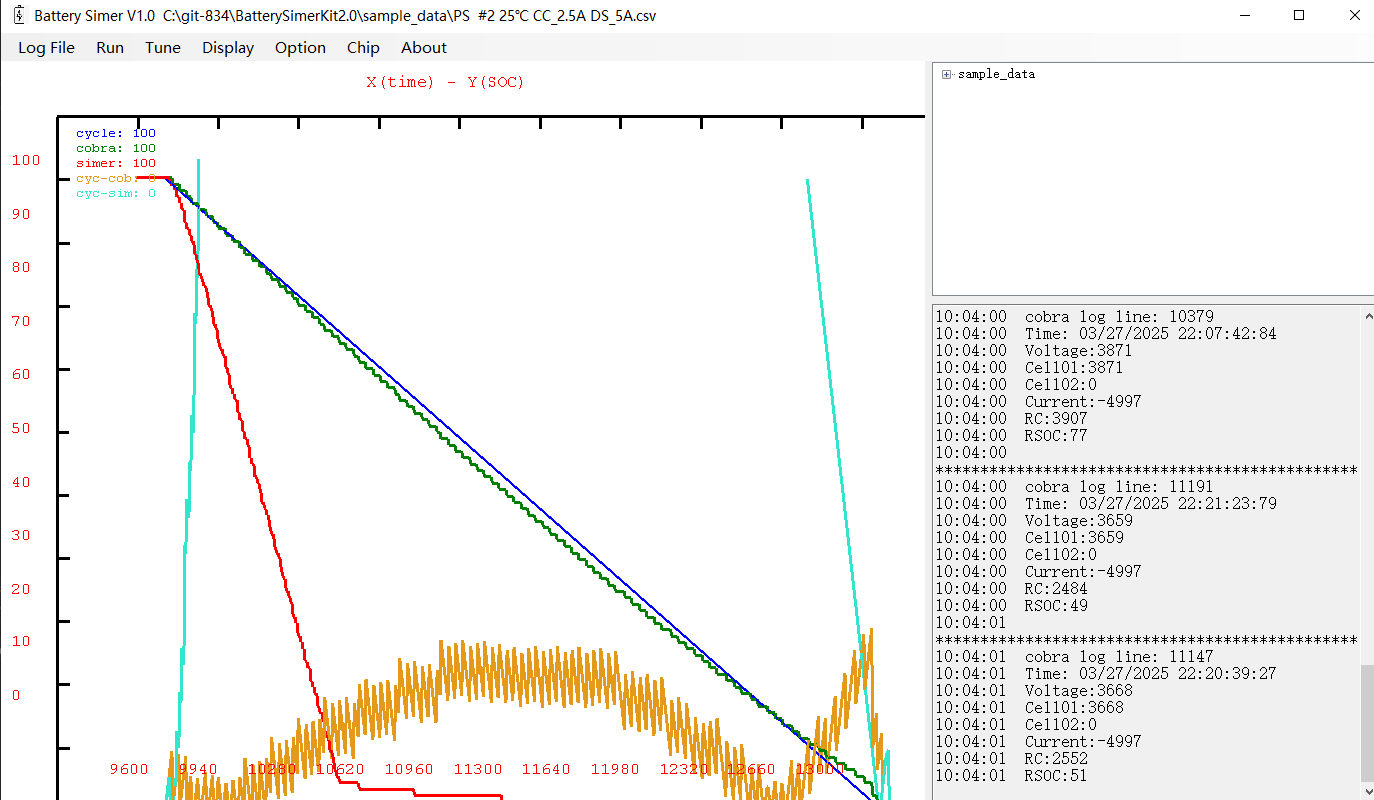 Battery Simer V1.0  C:\git-834\BatterySimerKit2.0\sample_data\PS  #2 25℃ CC_2.5A DS_5A.csv
Log File Run Tune Display Option Chip About
X(time) - Y(SOC)
cycle: 100
cobra: 100
simer: 100
cyc-cob: 0
cyc-sim: 0
100
90
80
70
60
50
40
30
20
10
0
9600 9940 10280 10620 10960 11300 11640 11980 12320 12660 13000
sample_data
10:04:00  cobra log line: 10379
10:04:00  Time: 03/27/2025 22:07:42:84
10:04:00  Voltage:3871
10:04:00  Cell01:3871
10:04:00  Cell02:0
10:04:00  Current:-4997
10:04:00  RC:3907
10:04:00  RSOC:77
10:04:00
***********************************************
10:04:00  cobra log line: 11191
10:04:00  Time: 03/27/2025 22:21:23:79
10:04:00  Voltage:3659
10:04:00  Cell01:3659
10:04:00  Cell02:0
10:04:00  Current:-4997
10:04:00  RC:2484
10:04:00  RSOC:49
10:04:01
***********************************************
10:04:01  cobra log line: 11147
10:04:01  Time: 03/27/2025 22:20:39:27
10:04:01  Voltage:3668
10:04:01  Cell01:3668
10:04:01  Cell02:0
10:04:01  Current:-4997
10:04:01  RC:2552
10:04:01  RSOC:51